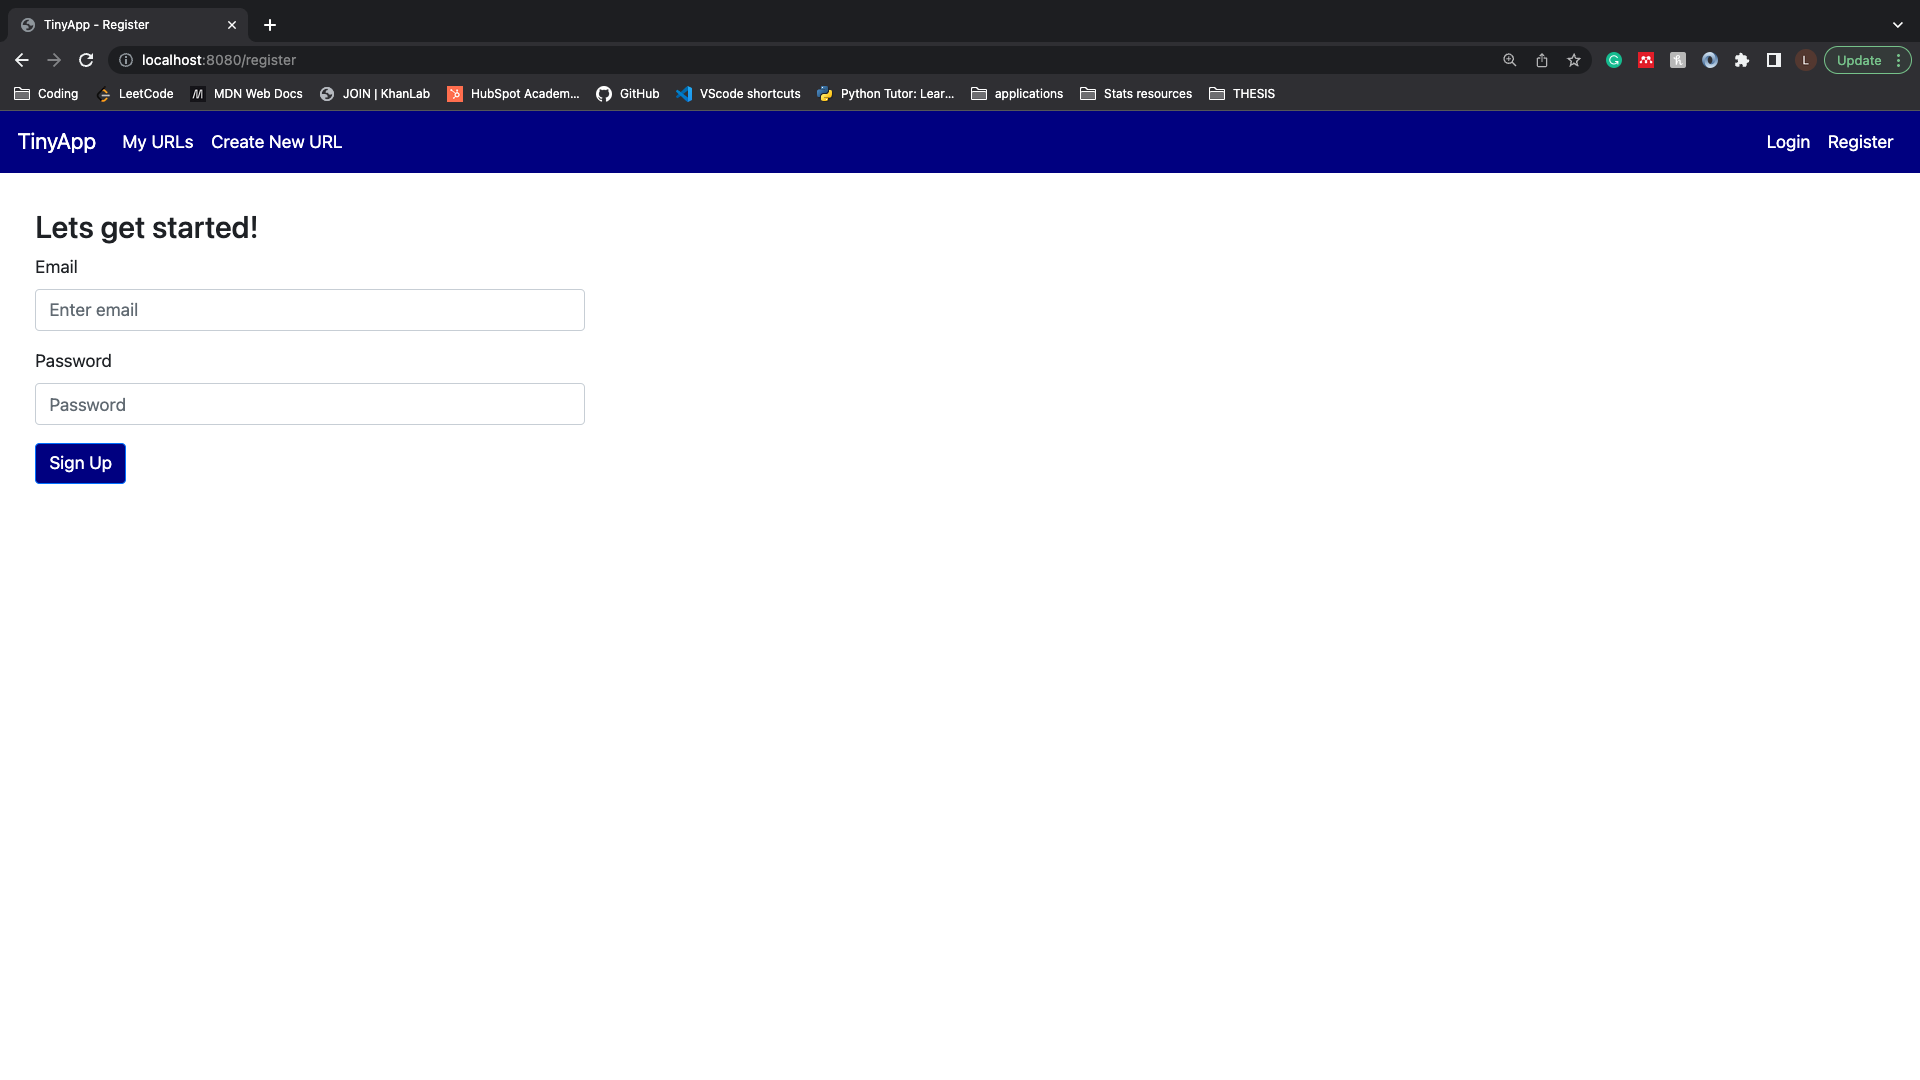 TinyApp - Register
localhost:8080/register
L
Update
Coding
LeetCode
MDN Web Docs
JOIN | KhanLab
HubSpot Academ...
GitHub
VScode shortcuts
Python Tutor: Lear...
applications
Stats resources
THESIS
TinyApp
My URLs
Create New URL
Login
Register
Lets get started!
Email
Enter email
Password
Password
Sign Up